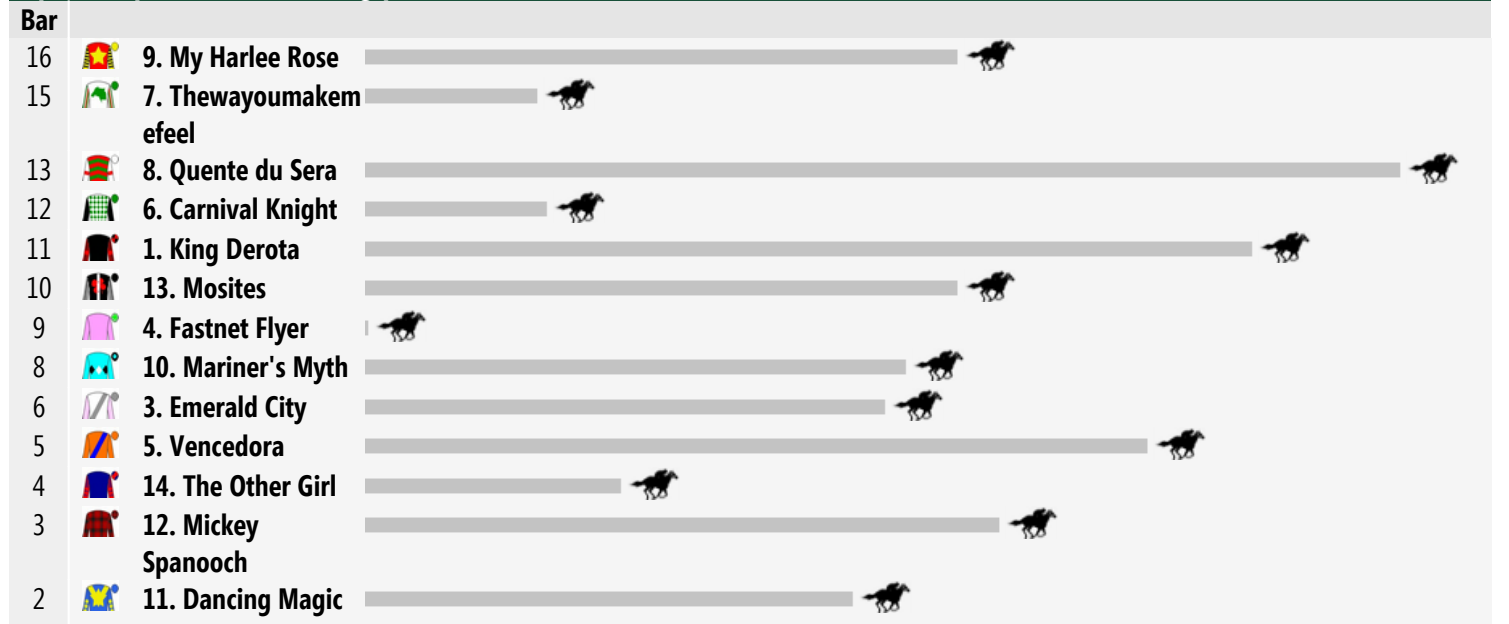 Bar
16 9. My Harlee Rose
15 7. Thewayoumakem
efeel
13 8. Quente du Sera
12 6. Carnival Knight
11 1. King Derota
10 13. Mosites
9 4. Fastnet Flyer
8 10. Mariner's Myth
6 3. Emerald City
5 5. Vencedora
4 14. The Other Girl
3 12. Mickey
Spanooch
2 11. Dancing Magic